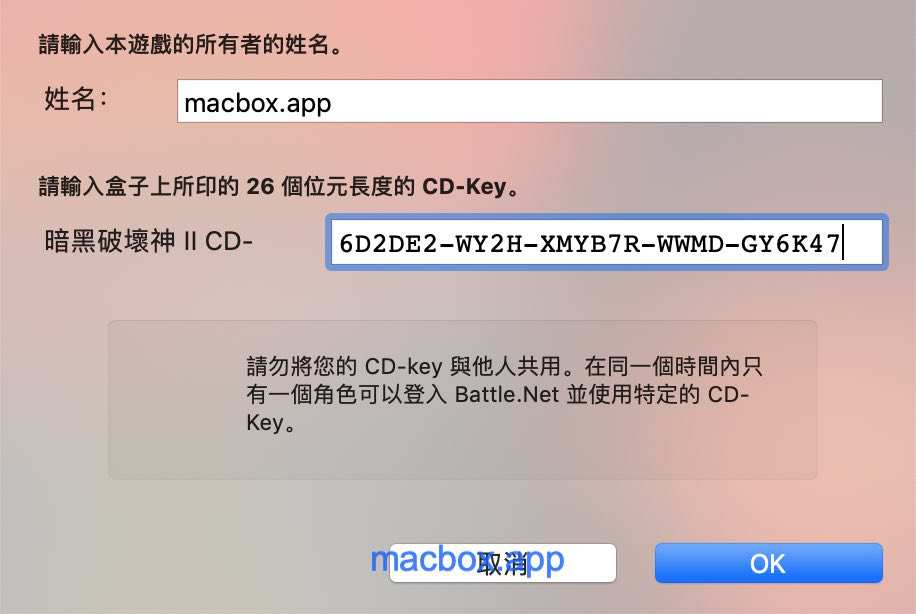 請輸入本遊戲的所有者的姓名。
姓名：
macbox.app
請輸入盒子上所印的 26 個位元長度的 CD-Key。
暗黑破壞神 II CD-
6D2DE2-WY2H-XMYB7R-WWMD-GY6K47
請勿將您的 CD-key 與他人共用。在同一個時間內只
有一個角色可以登入 Battle.Net 並使用特定的 CD-
Key。
macbox.app
取消
OK